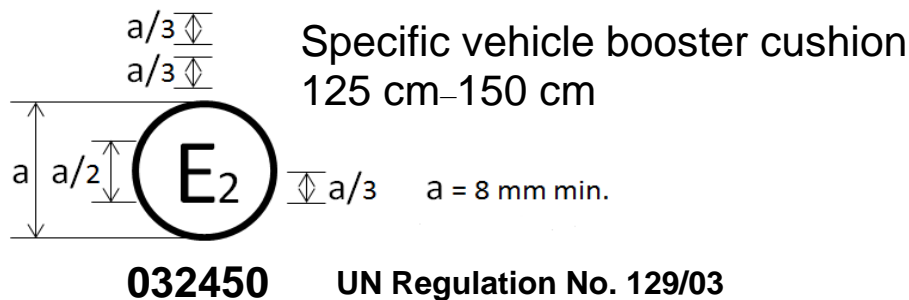 a/3
Specific vehicle booster cushion
a/3
125 cm–150 cm
a a/2 E2 a/3 a = 8 mm min.
032450 UN Regulation No. 129/03